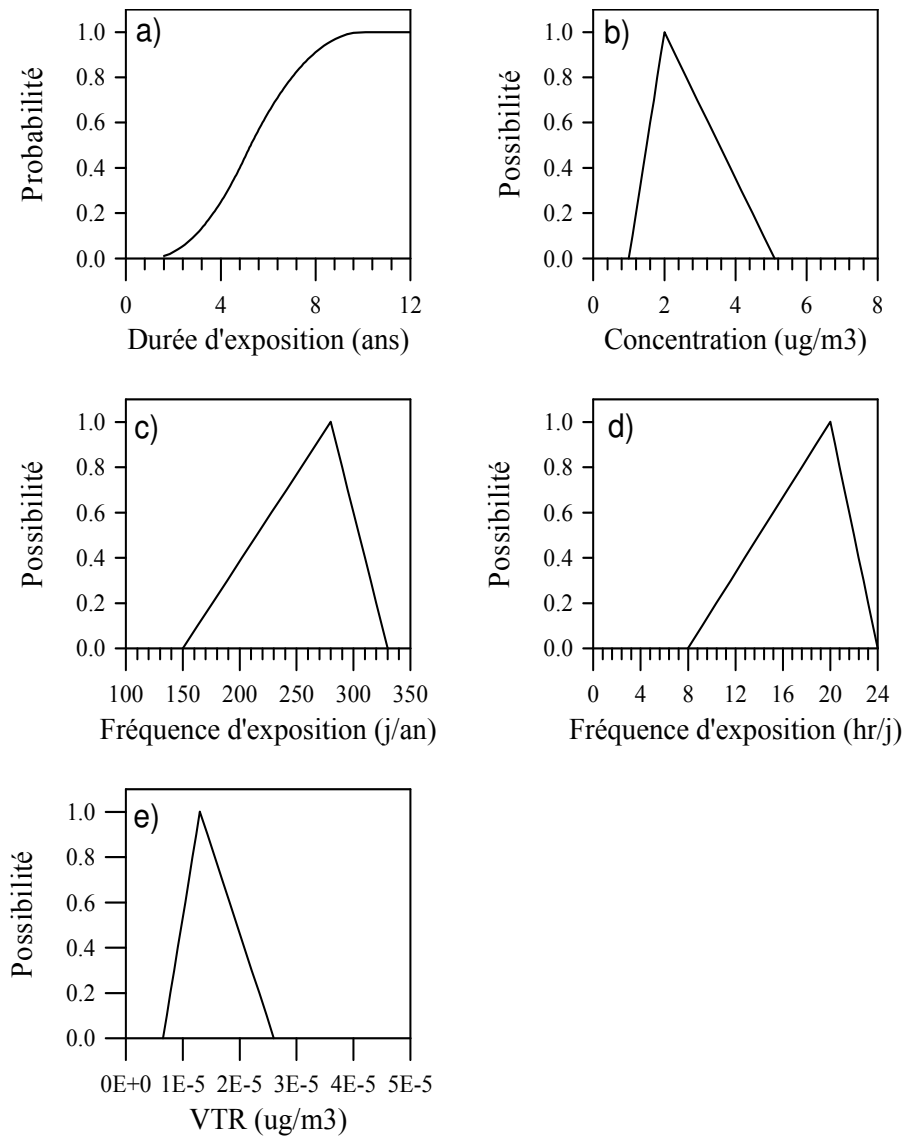 a)
Probabilité
1.0
0.8
0.6
0.4
0.2
0.0
0 4 8 12
Durée d'exposition (ans)
b)
Possibilité
1.0
0.8
0.6
0.4
0.2
0.0
0 2 4 6 8
Concentration (ug/m3)
c)
Possibilité
1.0
0.8
0.6
0.4
0.2
0.0
100 150 200 250 300 350
Fréquence d'exposition (j/an)
d)
Possibilité
1.0
0.8
0.6
0.4
0.2
0.0
0 4 8 12 16 20 24
Fréquence d'exposition (hr/j)
e)
Possibilité
1.0
0.8
0.6
0.4
0.2
0.0
0E+0 1E-5 2E-5 3E-5 4E-5 5E-5
VTR (ug/m3)